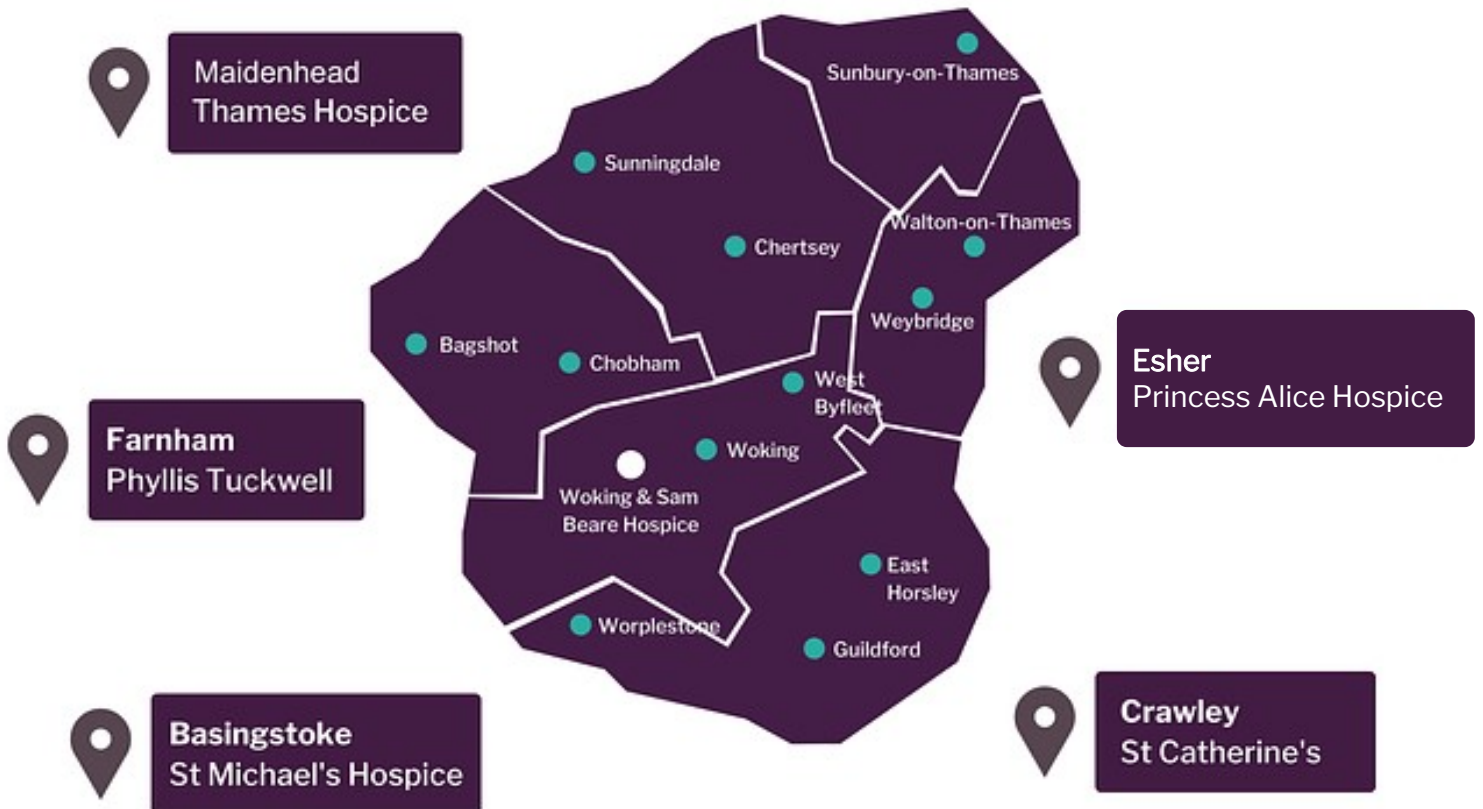 Maidenhead
Thames Hospice
Sunbury-on-Thames
Sunningdale
Walton-on-Thames
Chertsey
Weybridge
Bagshot
Chobham
West
Byfleet
Esher
Princess Alice Hospice
Farnham
Phyllis Tuckwell
Woking
Woking & Sam
Beare Hospice
East
Horsley
Worplestone
Guildford
Basingstoke
St Michael's Hospice
Crawley
St Catherine's